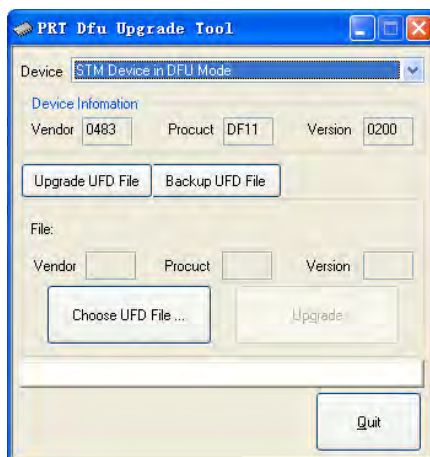 PRT Dfu Upgrade Tool
Device STM Device in DFU Mode
Device Infomation
Vendor 0483 Procuct DF11 Version 0200
Upgrade UFD File Backup UFD File
File:
Vendor Procuct Version
Choose UFD File ... Upgrade
Quit